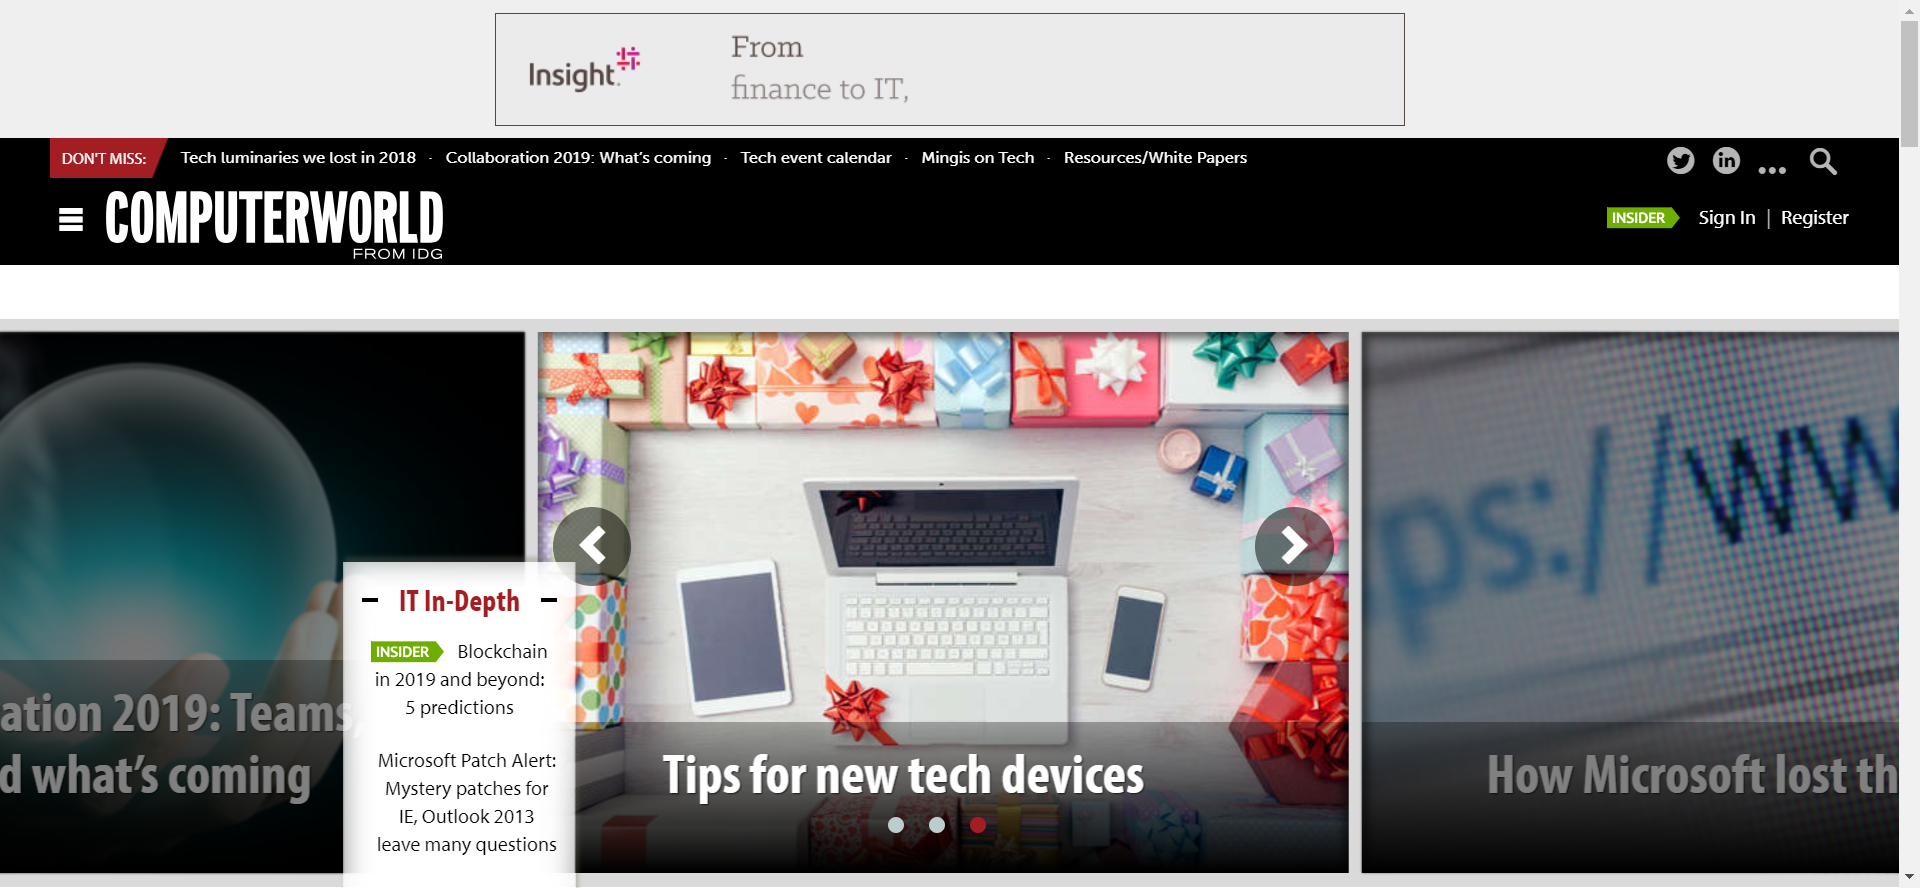 Insight.
From
finance to IT,
DON'T MISS:
Tech luminaries we lost in 2018 · Collaboration 2019: What's coming · Tech event calendar · Mingis on Tech · Resources/White Papers
COMPUTERWORLD
FROM IDG
INSIDER Sign In | Register
ation 2019: Teams,
d what's coming
IT In-Depth
INSIDER Blockchain
in 2019 and beyond:
5 predictions
Microsoft Patch Alert:
Mystery patches for
IE, Outlook 2013
leave many questions
Tips for new tech devices
ps://ww
How Microsoft lost th